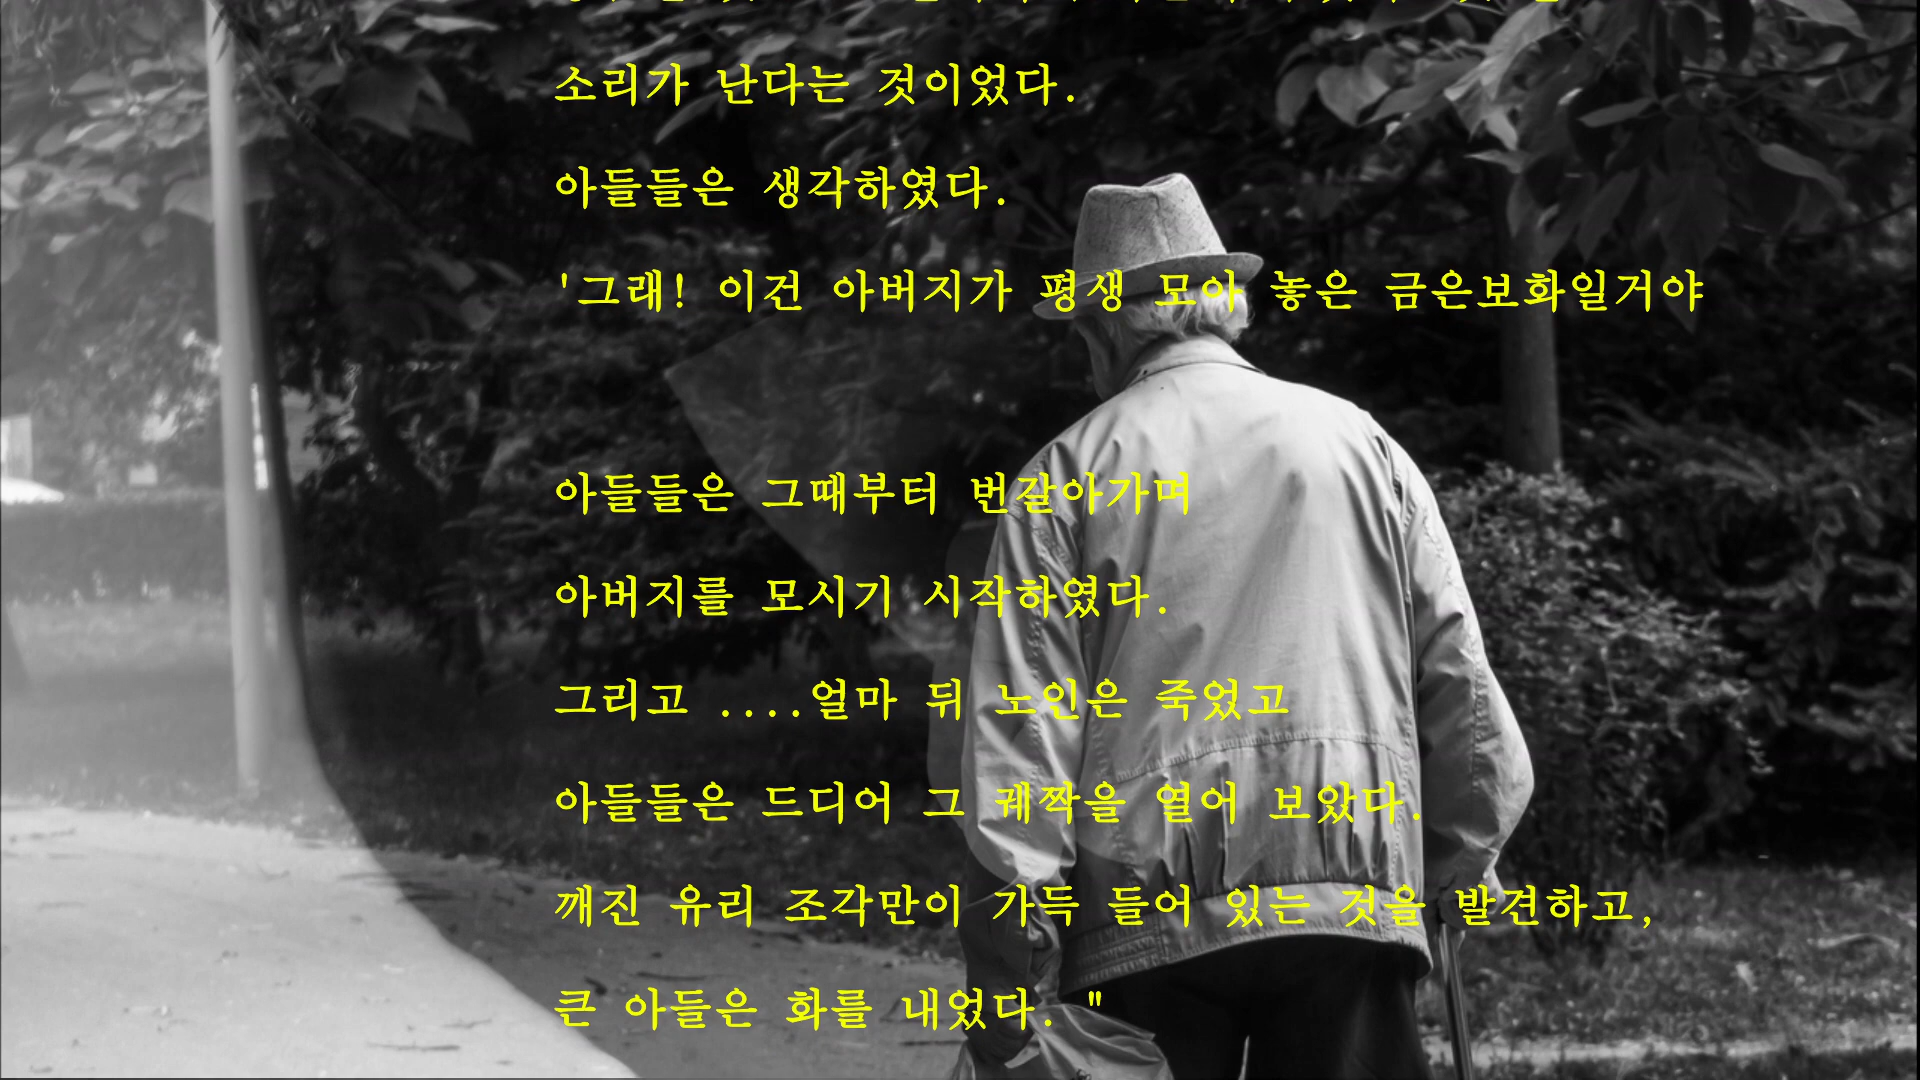 소리가 난다는 것이었다.
아들들은 생각하였다.
'그래! 이건 아버지가 평생 모아 놓은 금은보화일거야
아들들은 그때부터 번갈아가며
아버지를 모시기 시작하였다.
그리고 ....얼마 뒤 노인은 죽었고
아들들은 드디어 그 궤짝을 열어 보았다.
깨진 유리 조각만이 가득 들어 있는 것을 발견하고,
큰 아들은 화를 내었다. "